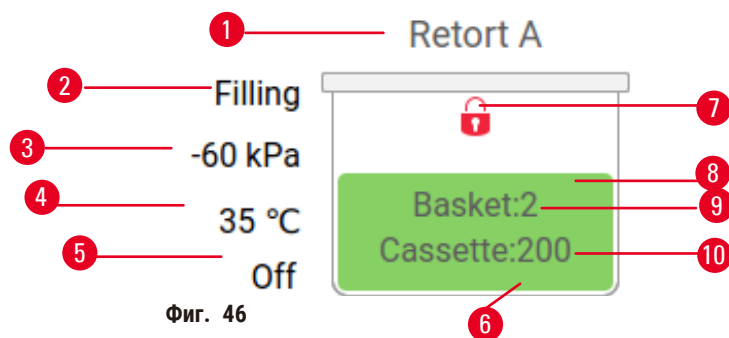 1 Retort A
2 Filling
7
3 -60 kPa
8
4 35 °C
Basket:2 9
5 Off
Cassette:200 10
6
Фиг. 46